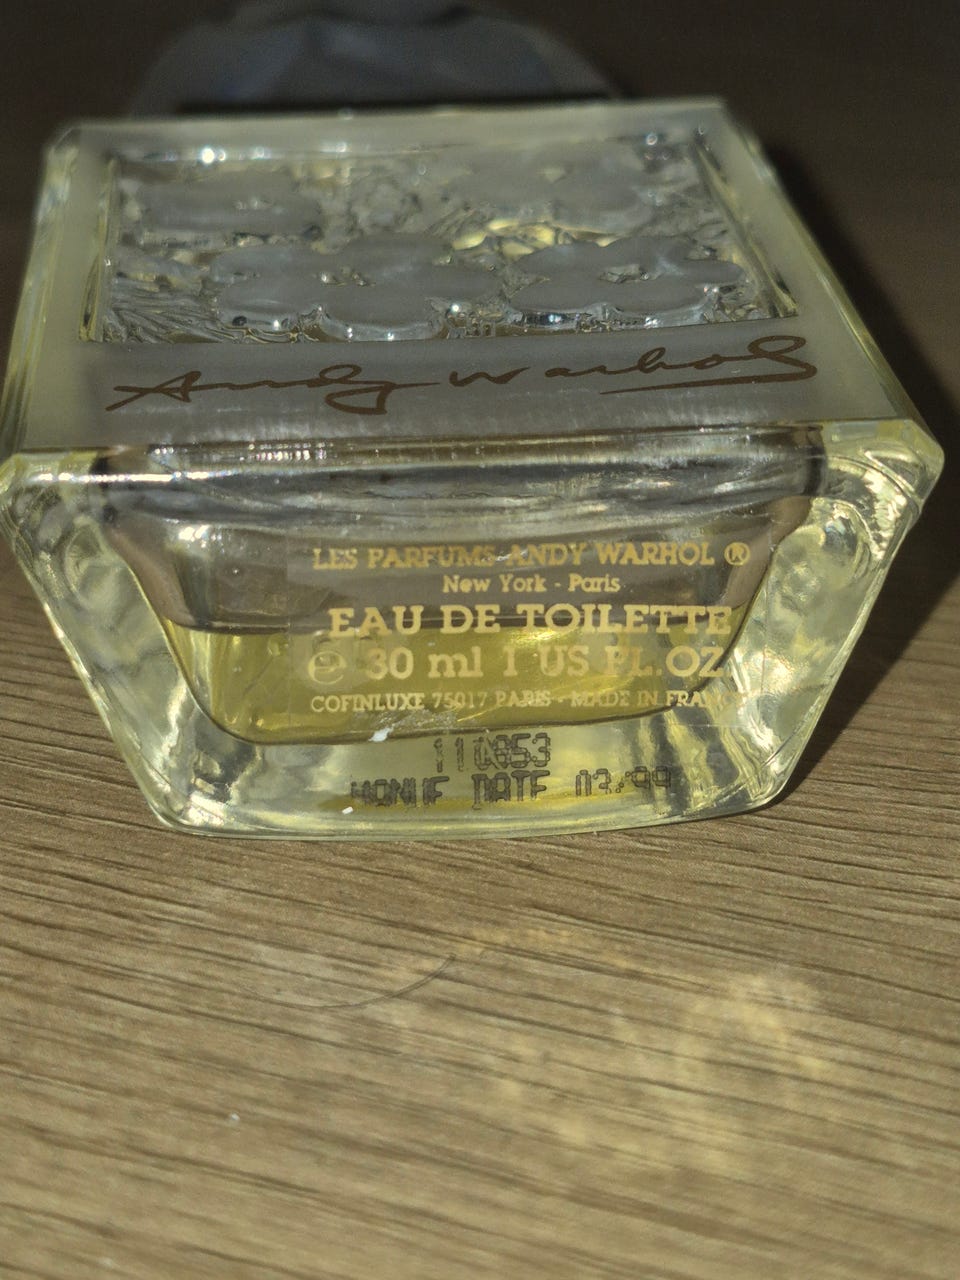 Andy Warhol
LES PARFUMS ANDY WARHOL ®
New York - Paris
EAU DE TOILETTE
℮ 30 ml 1 US FL.OZ.
COFINLUXE 75017 PARIS - MADE IN FRANCE
110853
MANUF DATE 03/99